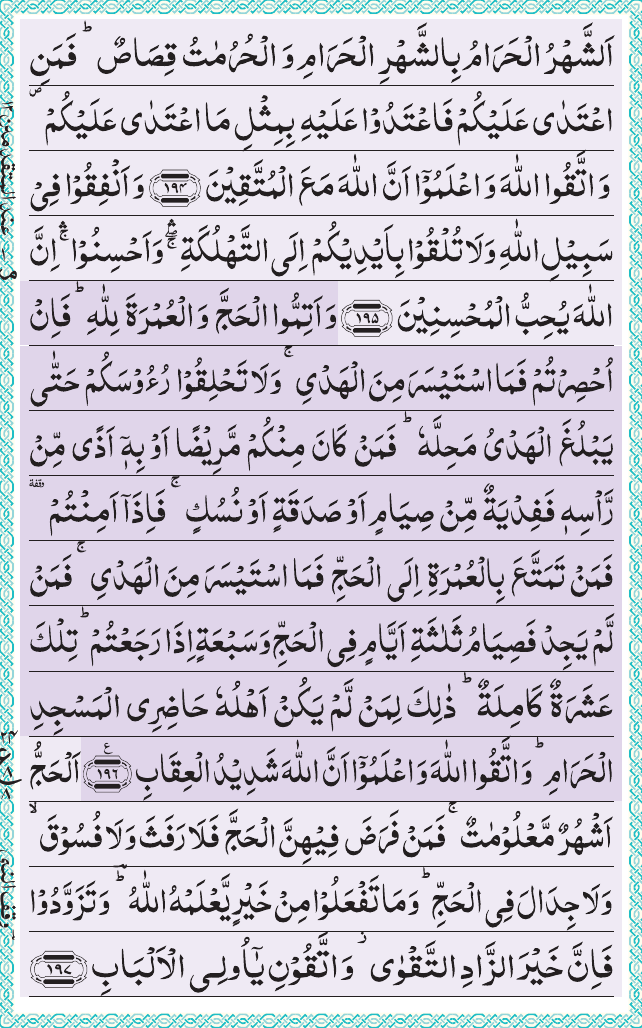 اَلشَّهْرُ الْحَرَامُ بِالشَّهْرِ الْحَرَامِ وَ الْحُرُمٰتُ قِصَاصٌ ؕ فَمَنِ
اعْتَدٰى عَلَيْكُمْ فَاعْتَدُوْا عَلَيْهِ بِمِثْلِ مَا اعْتَدٰى عَلَيْكُمْ ۪
وَ اتَّقُوا اللّٰهَ وَ اعْلَمُوْۤا اَنَّ اللّٰهَ مَعَ الْمُتَّقِيْنَ ﴿۱۹۴﴾ وَ اَنْفِقُوْا فِىْ
سَبِيْلِ اللّٰهِ وَ لَا تُلْقُوْا بِاَيْدِيْكُمْ اِلَى التَّهْلُكَةِ ۛۚ وَ اَحْسِنُوْا ۛۚ اِنَّ
اللّٰهَ يُحِبُّ الْمُحْسِنِيْنَ ﴿۱۹۵﴾ وَ اَتِمُّوا الْحَجَّ وَ الْعُمْرَةَ لِلّٰهِ ؕ فَاِنْ
اُحْصِرْتُمْ فَمَا اسْتَيْسَرَ مِنَ الْهَدْىِ ۚ وَ لَا تَحْلِقُوْا رُءُوْسَكُمْ حَتّٰى
يَبْلُغَ الْهَدْىُ مَحِلَّهٗ ؕ فَمَنْ كَانَ مِنْكُمْ مَّرِيْضًا اَوْ بِهٖۤ اَذًى مِّنْ
رَّاْسِهٖ فَفِدْيَةٌ مِّنْ صِيَامٍ اَوْ صَدَقَةٍ اَوْ نُسُكٍ ۚ فَاِذَاۤ اَمِنْتُمْ وقفة
فَمَنْ تَمَتَّعَ بِالْعُمْرَةِ اِلَى الْحَجِّ فَمَا اسْتَيْسَرَ مِنَ الْهَدْىِ ۚ فَمَنْ
لَّمْ يَجِدْ فَصِيَامُ ثَلٰثَةِ اَيَّامٍ فِى الْحَجِّ وَ سَبْعَةٍ اِذَا رَجَعْتُمْ ؕ تِلْكَ
عَشَرَةٌ كَامِلَةٌ ؕ ذٰلِكَ لِمَنْ لَّمْ يَكُنْ اَهْلُهٗ حَاضِرِى الْمَسْجِدِ
الْحَرَامِ ؕ وَ اتَّقُوا اللّٰهَ وَ اعْلَمُوْۤا اَنَّ اللّٰهَ شَدِيْدُ الْعِقَابِ ﴿۱۹۶﴾ ع اَلْحَجُّ
اَشْهُرٌ مَّعْلُوْمٰتٌ ۚ فَمَنْ فَرَضَ فِيْهِنَّ الْحَجَّ فَلَا رَفَثَ وَ لَا فُسُوْقَ ۙ
وَ لَا جِدَالَ فِى الْحَجِّ ؕ وَ مَا تَفْعَلُوْا مِنْ خَيْرٍ يَّعْلَمْهُ اللّٰهُ ؔؕ وَ تَزَوَّدُوْا
فَاِنَّ خَيْرَ الزَّادِ التَّقْوٰى ؗ وَ اتَّقُوْنِ يٰۤاُولِى الْاَلْبَابِ ﴿۱۹۷﴾